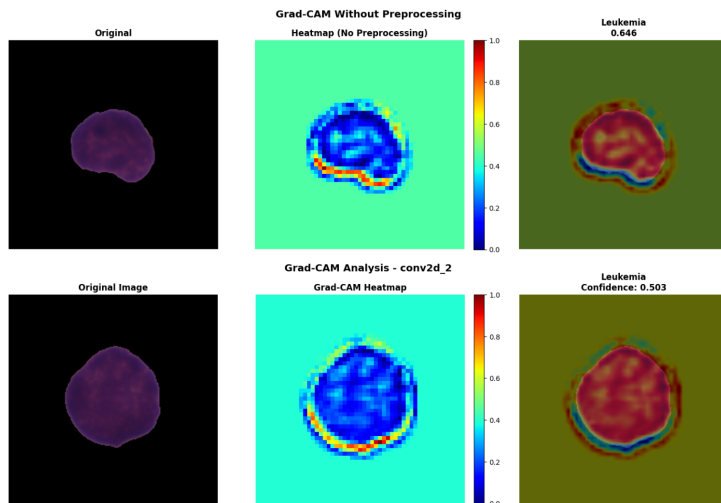 Grad-CAM Without Preprocessing
Original
Heatmap (No Preprocessing)
Leukemia
0.646
1.0
0.8
0.6
0.4
0.2
0.0
Grad-CAM Analysis - conv2d_2
Original Image
Grad-CAM Heatmap
Leukemia
Confidence: 0.503
1.0
0.8
0.6
0.4
0.2
0.0